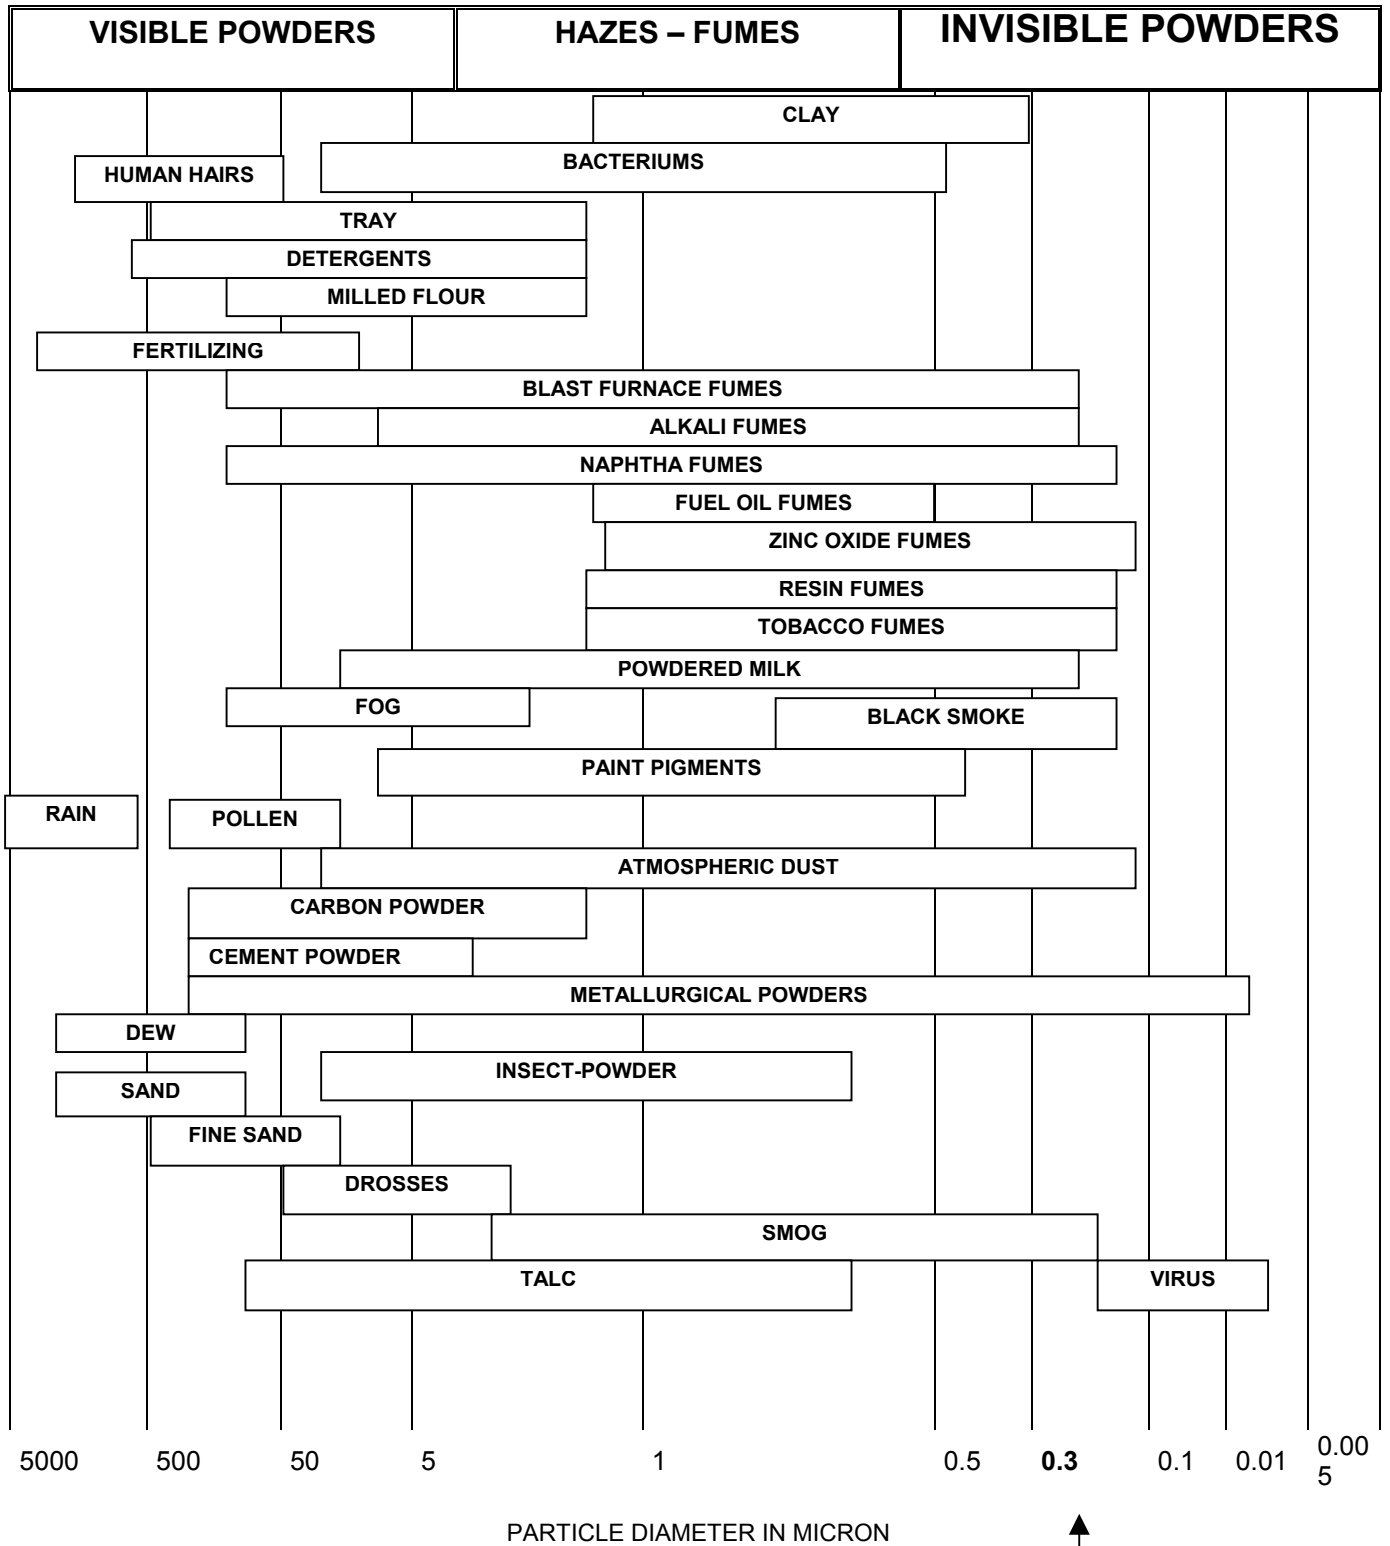 VISIBLE POWDERS
HAZES – FUMES
INVISIBLE POWDERS
CLAY
BACTERIUMS
HUMAN HAIRS
TRAY
DETERGENTS
MILLED FLOUR
FERTILIZING
BLAST FURNACE FUMES
ALKALI FUMES
NAPHTHA FUMES
FUEL OIL FUMES
ZINC OXIDE FUMES
RESIN FUMES
TOBACCO FUMES
POWDERED MILK
FOG
BLACK SMOKE
PAINT PIGMENTS
RAIN
POLLEN
ATMOSPHERIC DUST
CARBON POWDER
CEMENT POWDER
METALLURGICAL POWDERS
DEW
INSECT-POWDER
SAND
FINE SAND
DROSSES
SMOG
TALC
VIRUS
5000
500
50
5
1
0.5
0.3
0.1
0.01
0.00
5
PARTICLE DIAMETER IN MICRON